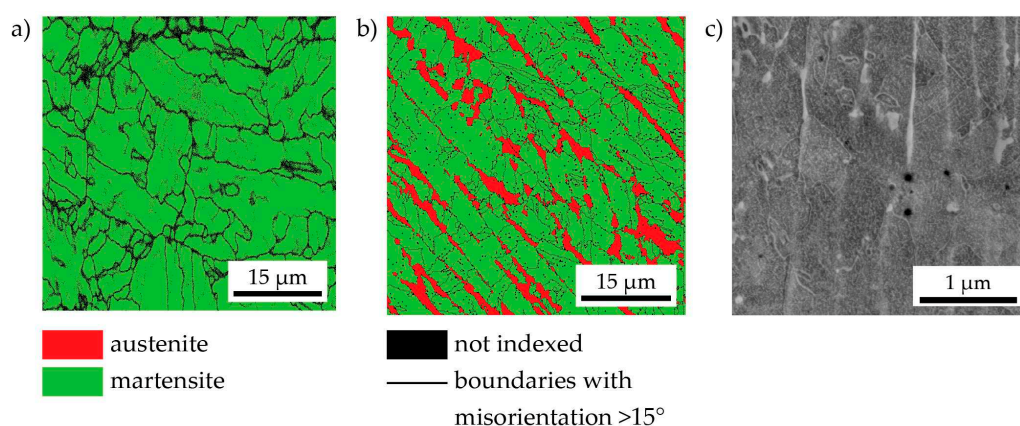 a)
b)
c)
15 µm
15 µm
1 µm
austenite
martensite
not indexed
boundaries with
misorientation >15°